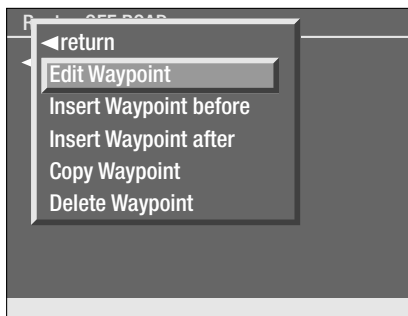 ◄return
Edit Waypoint
Insert Waypoint before
Insert Waypoint after
Copy Waypoint
Delete Waypoint